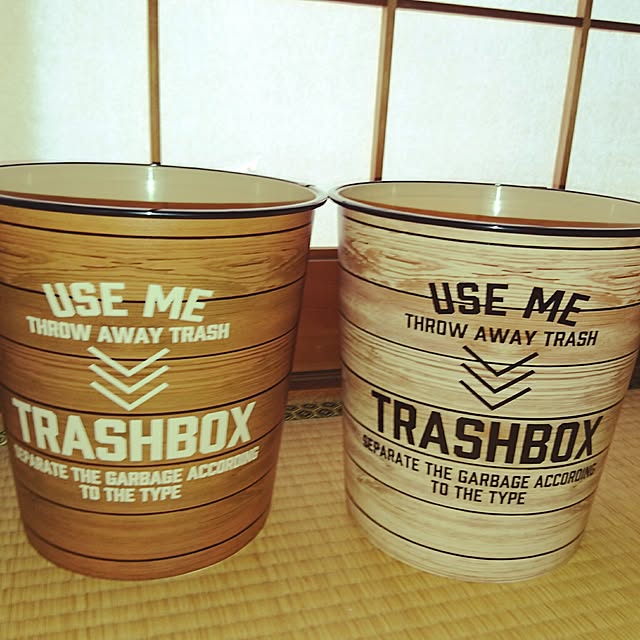 USE ME
THROW AWAY TRASH
TRASHBOX
SEPARATE THE GARBAGE ACCORDING
TO THE TYPE
USE ME
THROW AWAY TRASH
TRASHBOX
SEPARATE THE GARBAGE ACCORDING
TO THE TYPE